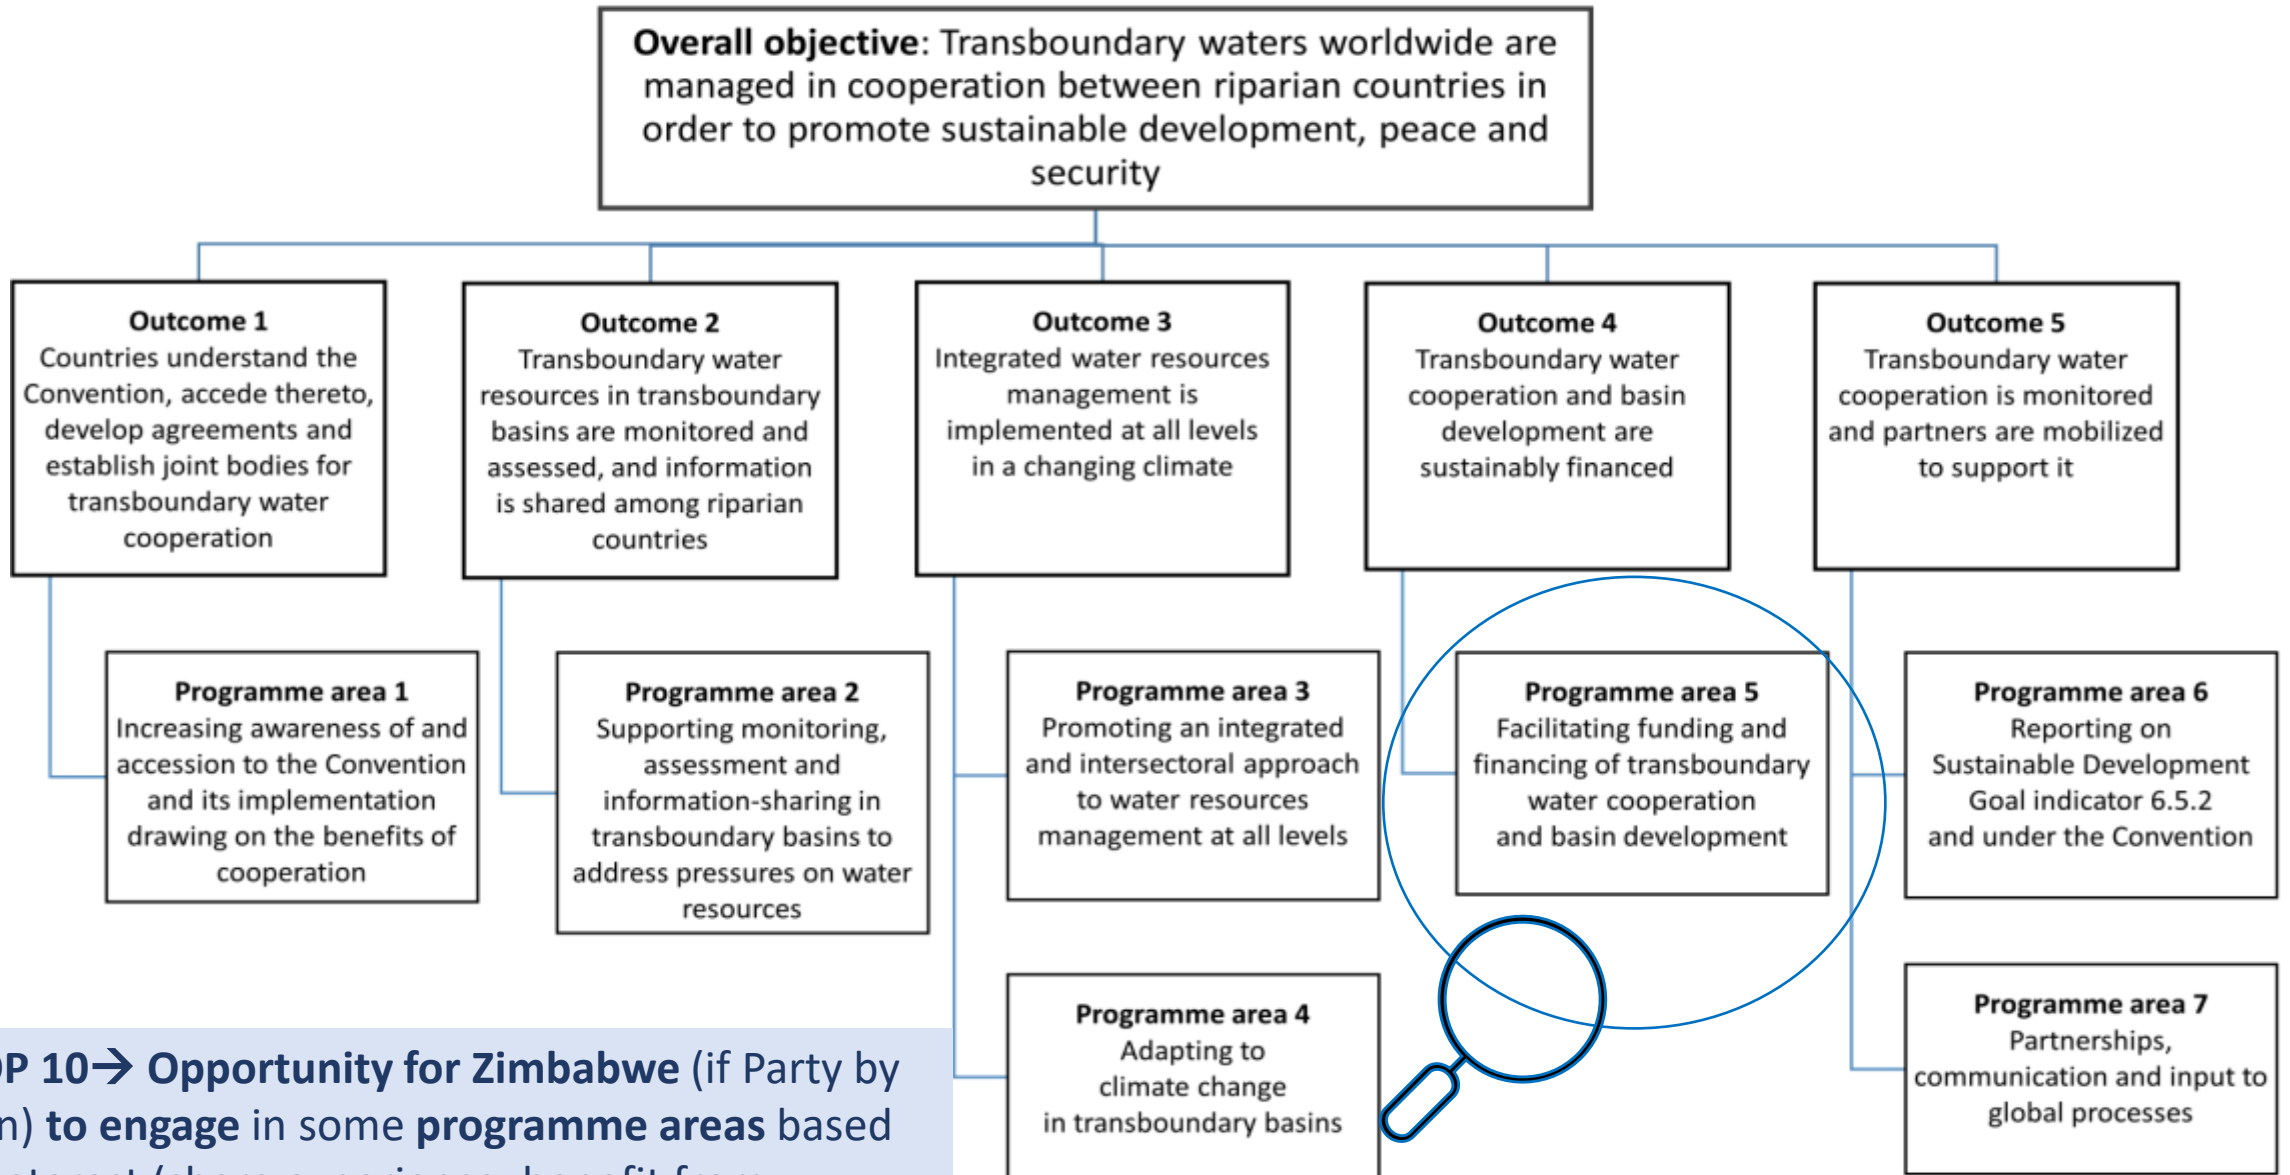 Overall objective: Transboundary waters worldwide are
managed in cooperation between riparian countries in
order to promote sustainable development, peace and
security
Outcome 1
Countries understand the
Convention, accede thereto,
develop agreements and
establish joint bodies for
transboundary water
cooperation
Outcome 2
Transboundary water
resources in transboundary
basins are monitored and
assessed, and information
is shared among riparian
countries
Outcome 3
Integrated water resources
management is
implemented at all levels
in a changing climate
Outcome 4
Transboundary water
cooperation and basin
development are
sustainably financed
Outcome 5
Transboundary water
cooperation is monitored
and partners are mobilized
to support it
Programme area 1
Increasing awareness of and
accession to the Convention
and its implementation
drawing on the benefits of
cooperation
Programme area 2
Supporting monitoring,
assessment and
information-sharing in
transboundary basins to
address pressures on water
resources
Programme area 3
Promoting an integrated
and intersectoral approach
to water resources
management at all levels
Programme area 5
Facilitating funding and
financing of transboundary
water cooperation
and basin development
Programme area 6
Reporting on
Sustainable Development
Goal indicator 6.5.2
and under the Convention
Programme area 4
Adapting to
climate change
in transboundary basins
Programme area 7
Partnerships,
communication and input to
global processes
10→ Opportunity for Zimbabwe (if Party by
to engage in some programme areas based